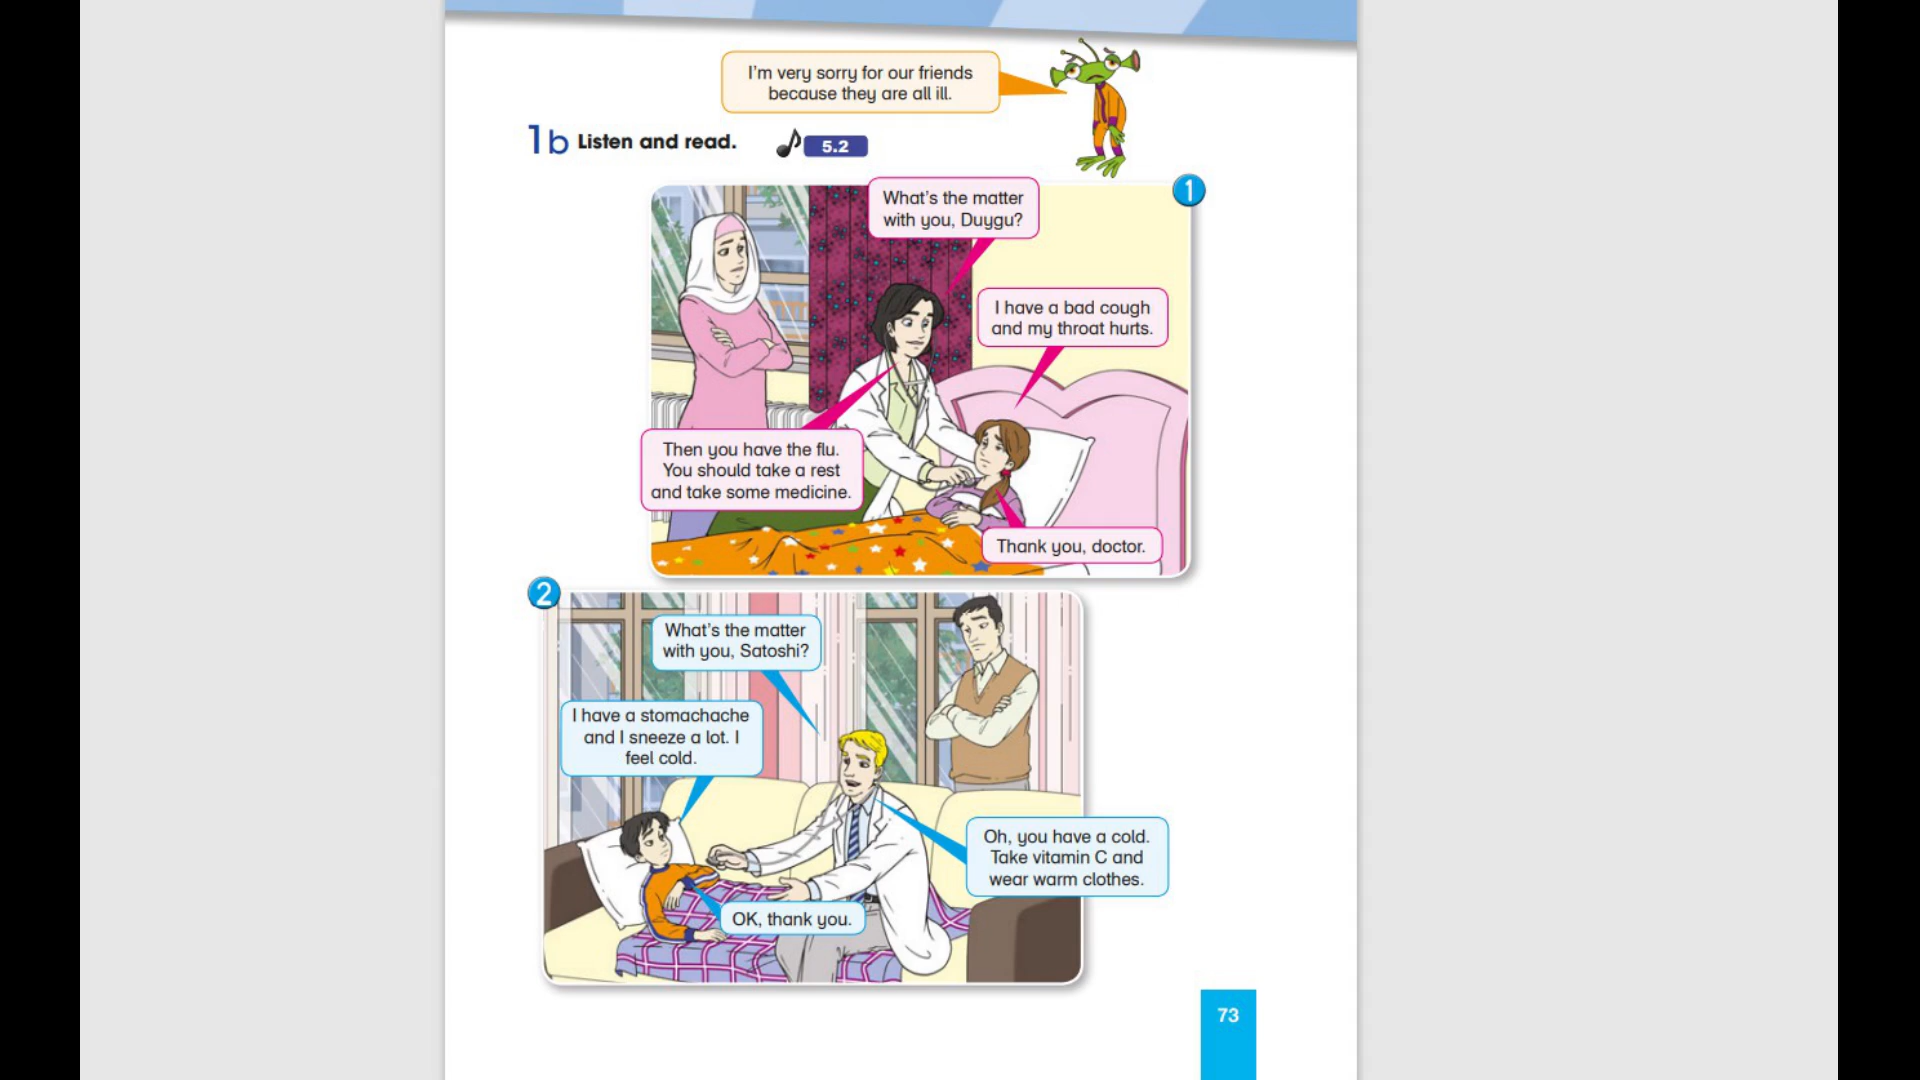 I'm very sorry for our friends
because they are all ill.
1b Listen and read.
5.2
1
What's the matter
with you, Duygu?
I have a bad cough
and my throat hurts.
Then you have the flu.
You should take a rest
and take some medicine.
Thank you, doctor.
2
What's the matter
with you, Satoshi?
I have a stomachache
and I sneeze a lot. I
feel cold.
Oh, you have a cold.
Take vitamin C and
wear warm clothes.
OK, thank you.
73